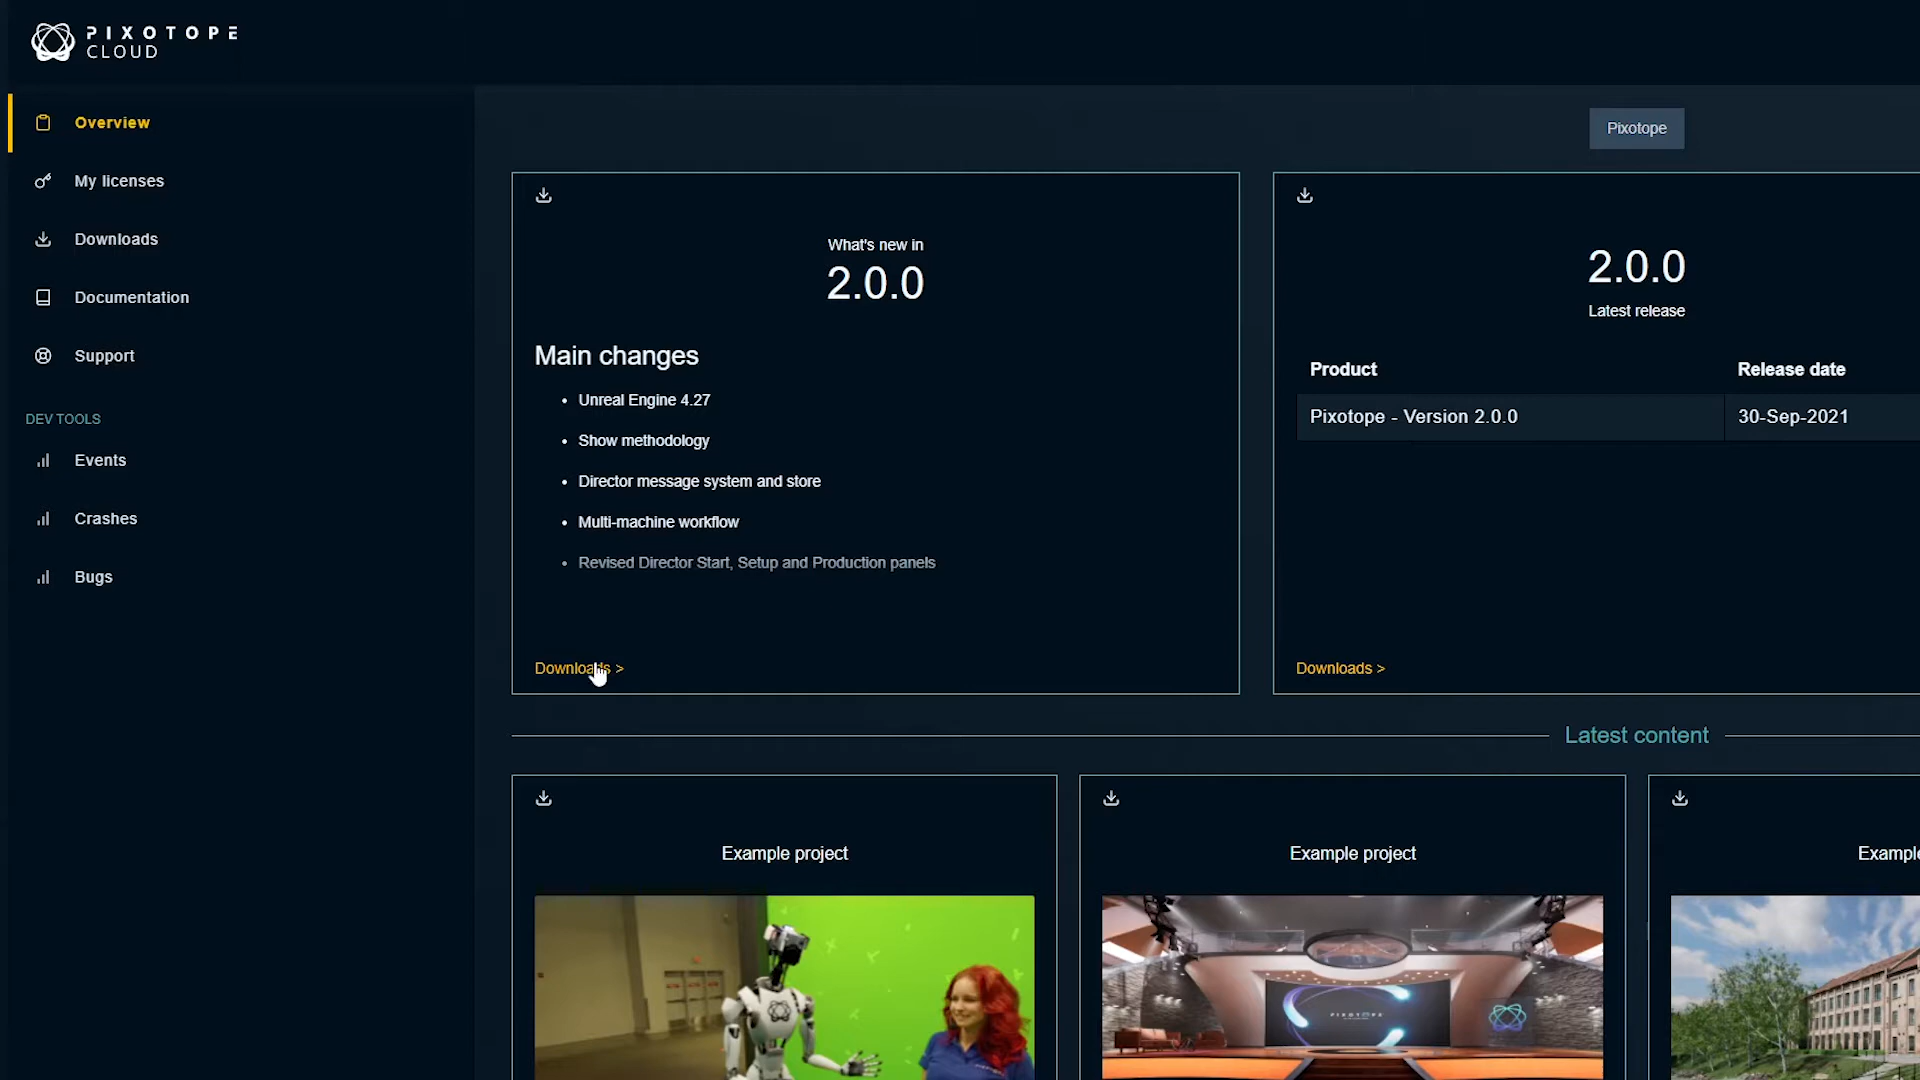 PIXOTOPE
CLOUD
Overview
My licenses
Downloads
Documentation
Support
DEV TOOLS
Events
Crashes
Bugs
Pixotope
What's new in
2.0.0
Main changes
• Unreal Engine 4.27
• Show methodology
• Director message system and store
• Multi-machine workflow
• Revised Director Start, Setup and Production panels
Downloads >
2.0.0
Latest release
Product Release date
Pixotope - Version 2.0.0 30-Sep-2021
Downloads >
Latest content
Example project
Example project
PIXOTOPE